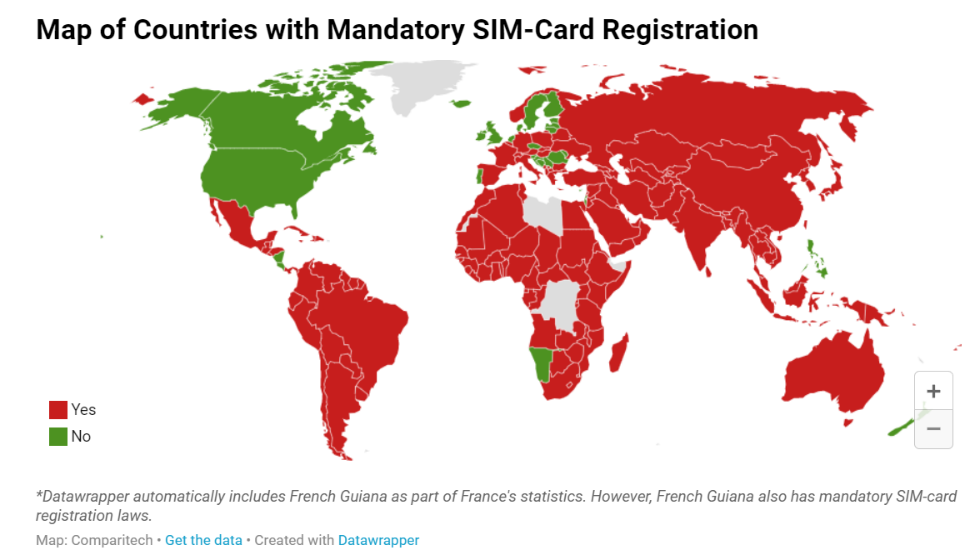 Map of Countries with Mandatory SIM-Card Registration
Yes
No
+
−
*Datawrapper automatically includes French Guiana as part of France's statistics. However, French Guiana also has mandatory SIM-card
registration laws.
Map: Comparitech • Get the data • Created with Datawrapper